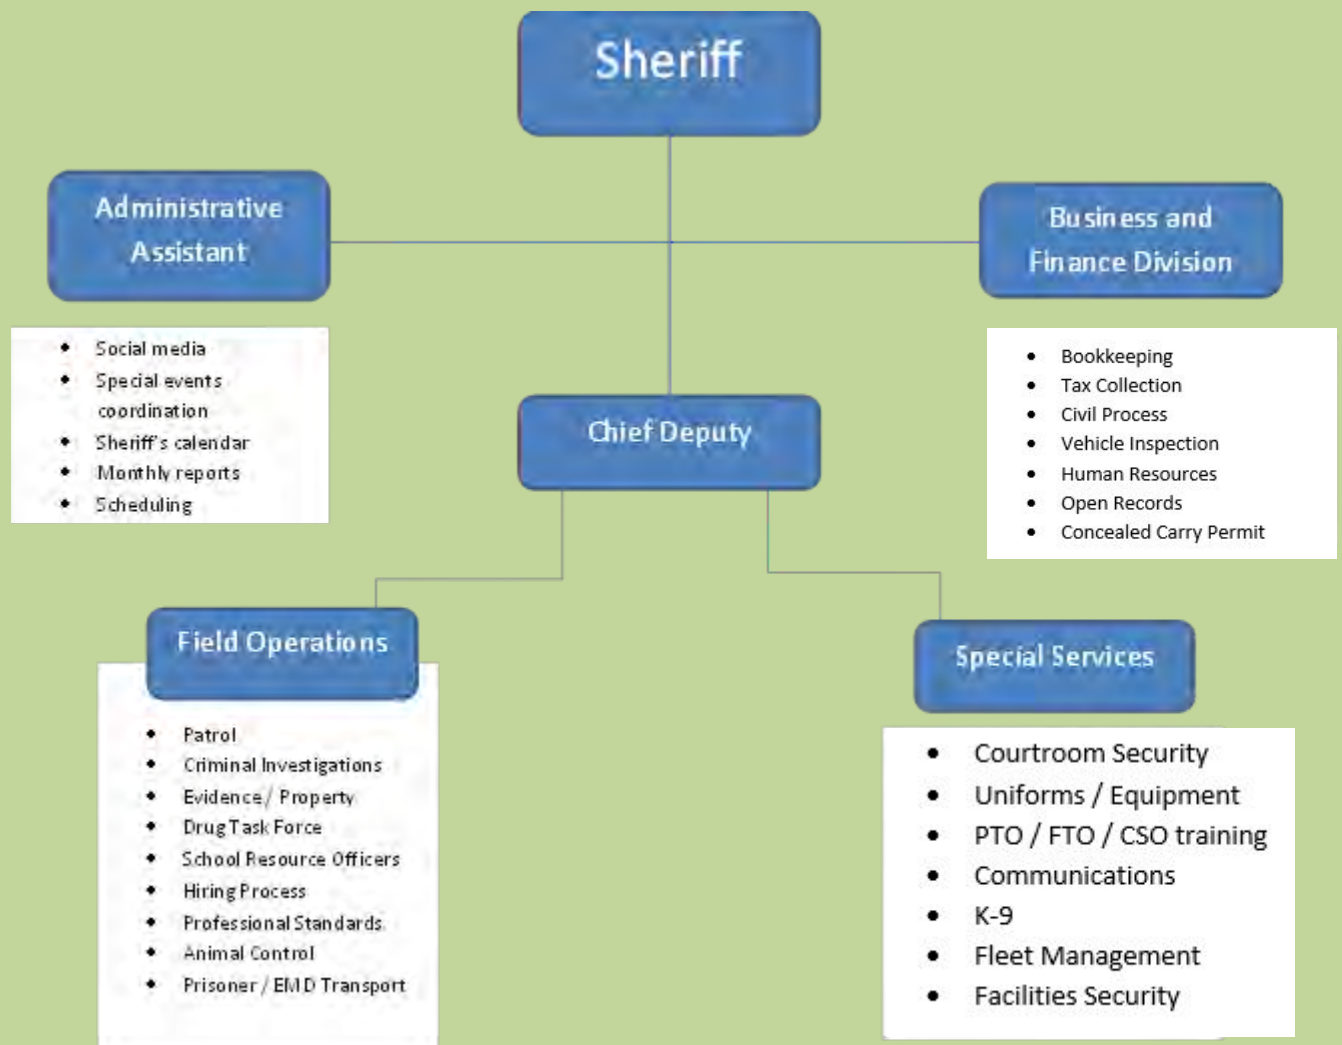 Sheriff
Administrative
Assistant
Business and
Finance Division
• Social media
• Special events
coordination
• Sheriff's calendar
• Monthly reports
• Scheduling
• Bookkeeping
• Tax Collection
• Civil Process
• Vehicle Inspection
• Human Resources
• Open Records
• Concealed Carry Permit
Chief Deputy
Field Operations
• Patrol
• Criminal Investigations
• Evidence / Property
• Drug Task Force
• School Resource Officers
• Hiring Process
• Professional Standards
• Animal Control
• Prisoner / EMD Transport
Special Services
• Courtroom Security
• Uniforms / Equipment
• PTO / FTO / CSO training
• Communications
• K-9
• Fleet Management
• Facilities Security